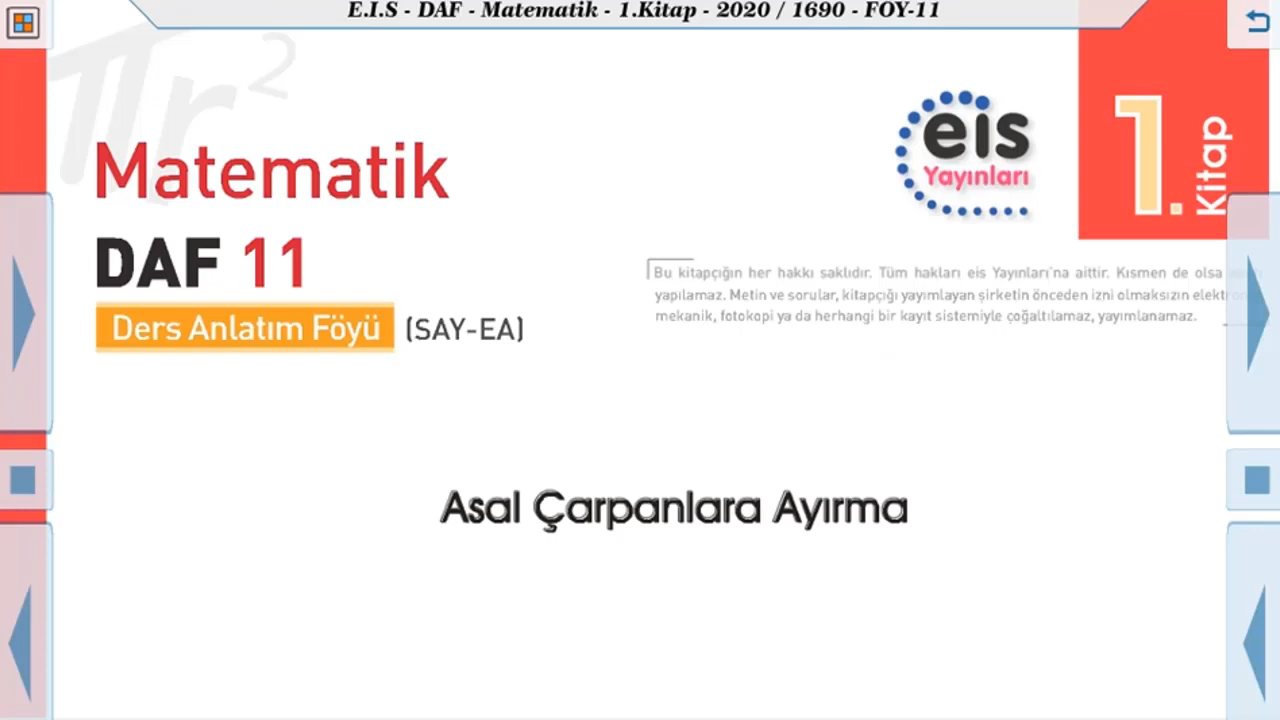 E.I.S - DAF - Matematik - 1.Kitap - 2020 / 1690 - FOY-11
πr²
eis
Yayınları
1.
Kitap
Matematik
DAF 11
Ders Anlatım Föyü (SAY-EA)
Bu kitapçığın her hakkı saklıdır. Tüm hakları eis Yayınları'na aittir. Kısmen de olsa
yapılamaz. Metin ve sorular, kitapçığı yayımlayan şirketin önceden izni olmaksızın
mekanik, fotokopi ya da herhangi bir kayıt sistemiyle çoğaltılamaz, yayımlanamaz.
Asal Çarpanlara Ayırma